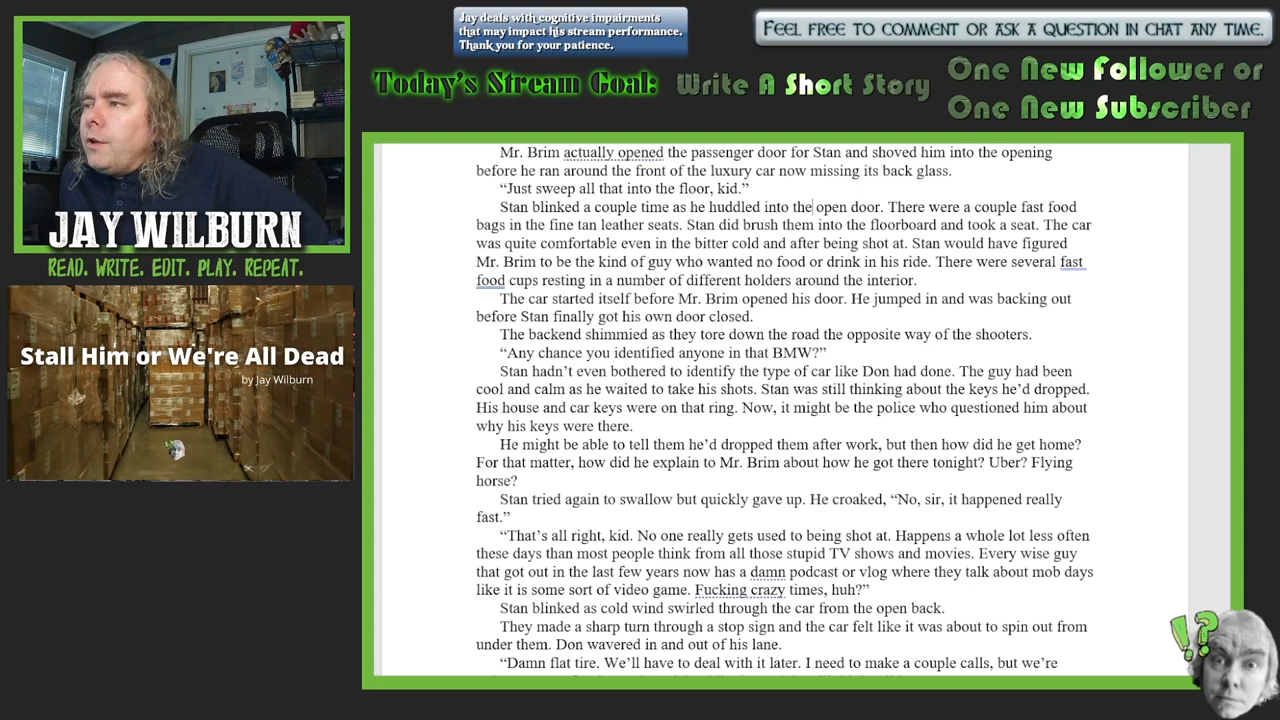 Jay deals with cognitive impairments
that may impact his stream performance.
Thank you for your patience.
Feel free to comment or ask a question in chat any time.
Today's Stream Goal:
Write A Short Story
One New Follower or
One New Subscriber
JAY WILBURN
READ. WRITE. EDIT. PLAY. REPEAT.
Stall Him or We're All Dead
by Jay Wilburn
Mr. Brim actually opened the passenger door for Stan and shoved him into the opening
before he ran around the front of the luxury car now missing its back glass.
“Just sweep all that into the floor, kid.”
Stan blinked a couple time as he huddled into the open door. There were a couple fast food
bags in the fine tan leather seats. Stan did brush them into the floorboard and took a seat. The car
was quite comfortable even in the bitter cold and after being shot at. Stan would have figured
Mr. Brim to be the kind of guy who wanted no food or drink in his ride. There were several fast
food cups resting in a number of different holders around the interior.
The car started itself before Mr. Brim opened his door. He jumped in and was backing out
before Stan finally got his own door closed.
The backend shimmied as they tore down the road the opposite way of the shooters.
“Any chance you identified anyone in that BMW?”
Stan hadn’t even bothered to identify the type of car like Don had done. The guy had been
cool and calm as he waited to take his shots. Stan was still thinking about the keys he’d dropped.
His house and car keys were on that ring. Now, it might be the police who questioned him about
why his keys were there.
He might be able to tell them he’d dropped them after work, but then how did he get home?
For that matter, how did he explain to Mr. Brim about how he got there tonight? Uber? Flying
horse?
Stan tried again to swallow but quickly gave up. He croaked, “No, sir, it happened really
fast.”
“That’s all right, kid. No one really gets used to being shot at. Happens a whole lot less often
these days than most people think from all those stupid TV shows and movies. Every wise guy
that got out in the last few years now has a damn podcast or vlog where they talk about mob days
like it is some sort of video game. Fucking crazy times, huh?”
Stan blinked as cold wind swirled through the car from the open back.
They made a sharp turn through a stop sign and the car felt like it was about to spin out from
under them. Don wavered in and out of his lane.
“Damn flat tire. We’ll have to deal with it later. I need to make a couple calls, but we’re
!?